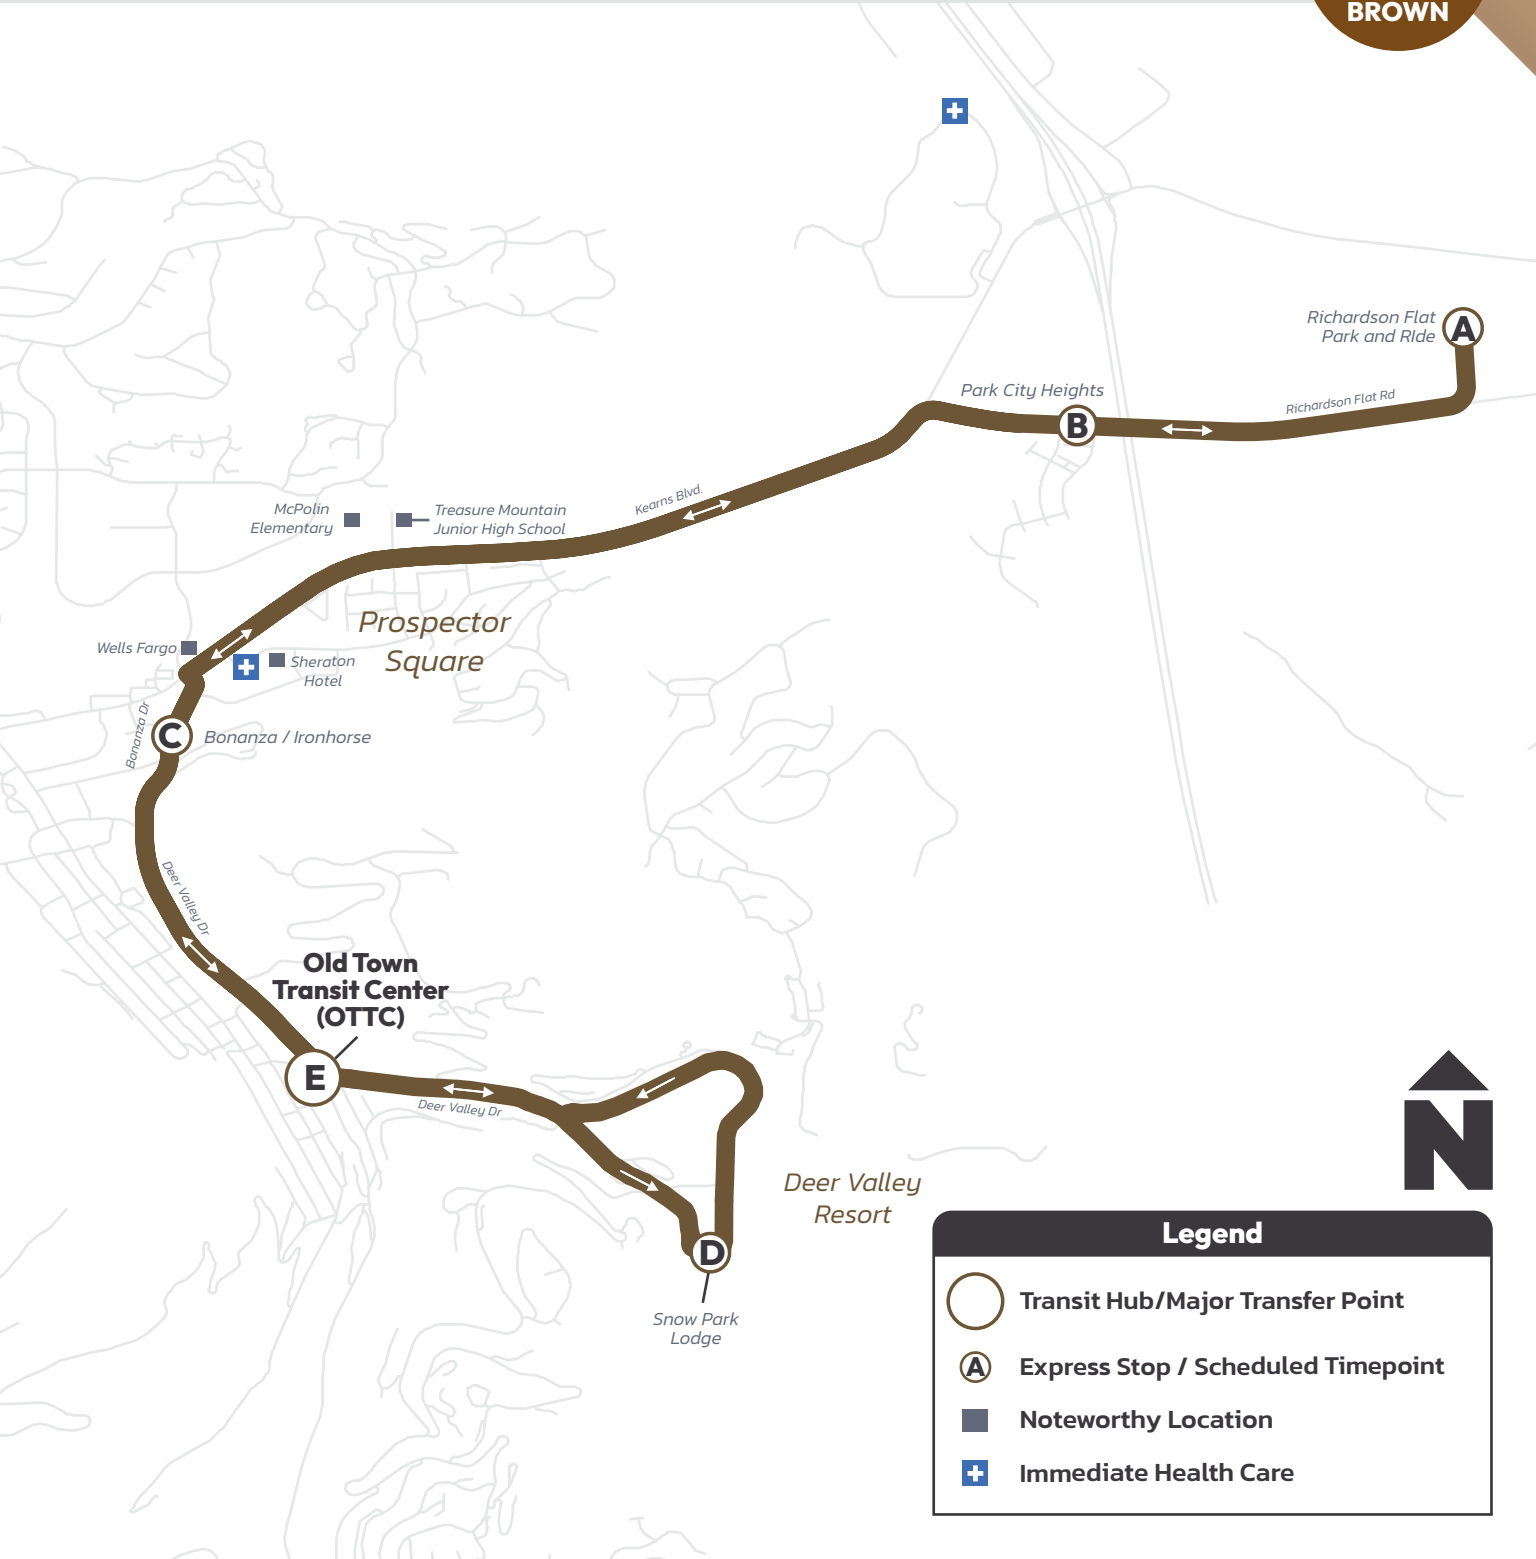 BROWN
Richardson Flat
Park and RIde
A
Richardson Flat Rd
Park City Heights
B
Kearns Blvd.
McPolin
Elementary
Treasure Mountain
Junior High School
Prospector
Square
Wells Fargo
Sheraton
Hotel
Bonanza Dr
C
Bonanza / Ironhorse
Deer Valley Dr
Old Town
Transit Center
(OTTC)
E
Deer Valley Dr
Deer Valley
Resort
D
Snow Park
Lodge
N
Legend
Transit Hub/Major Transfer Point
A
Express Stop / Scheduled Timepoint
Noteworthy Location
Immediate Health Care